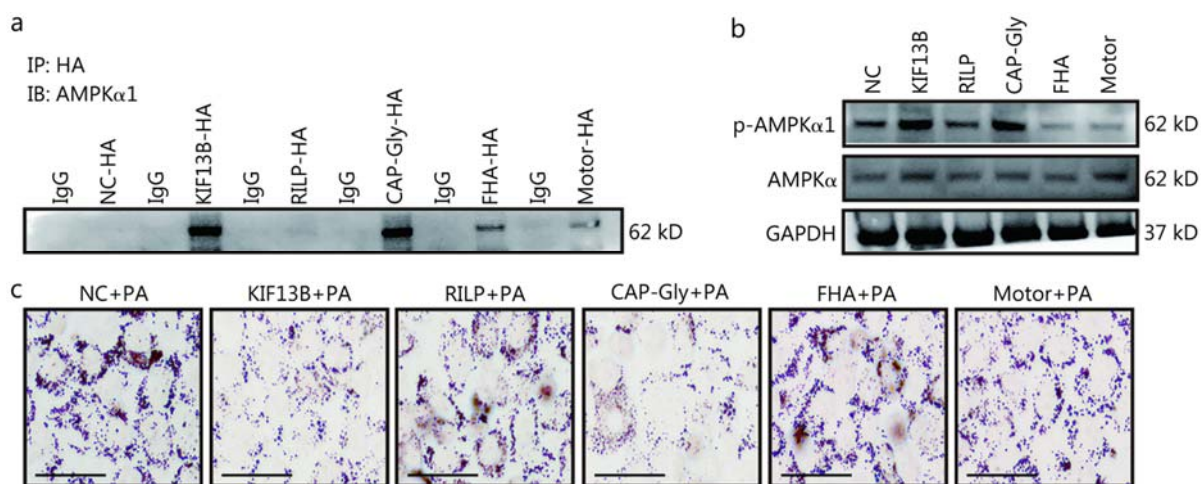 a
IP: HA
IB: AMPKα1
IgG
NC-HA
IgG
KIF13B-HA
IgG
RILP-HA
IgG
CAP-Gly-HA
IgG
FHA-HA
IgG
Motor-HA
62 kD
b
NC
KIF13B
RILP
CAP-Gly
FHA
Motor
p-AMPKα1 62 kD
AMPKα 62 kD
GAPDH 37 kD
c
NC+PA KIF13B+PA RILP+PA CAP-Gly+PA FHA+PA Motor+PA